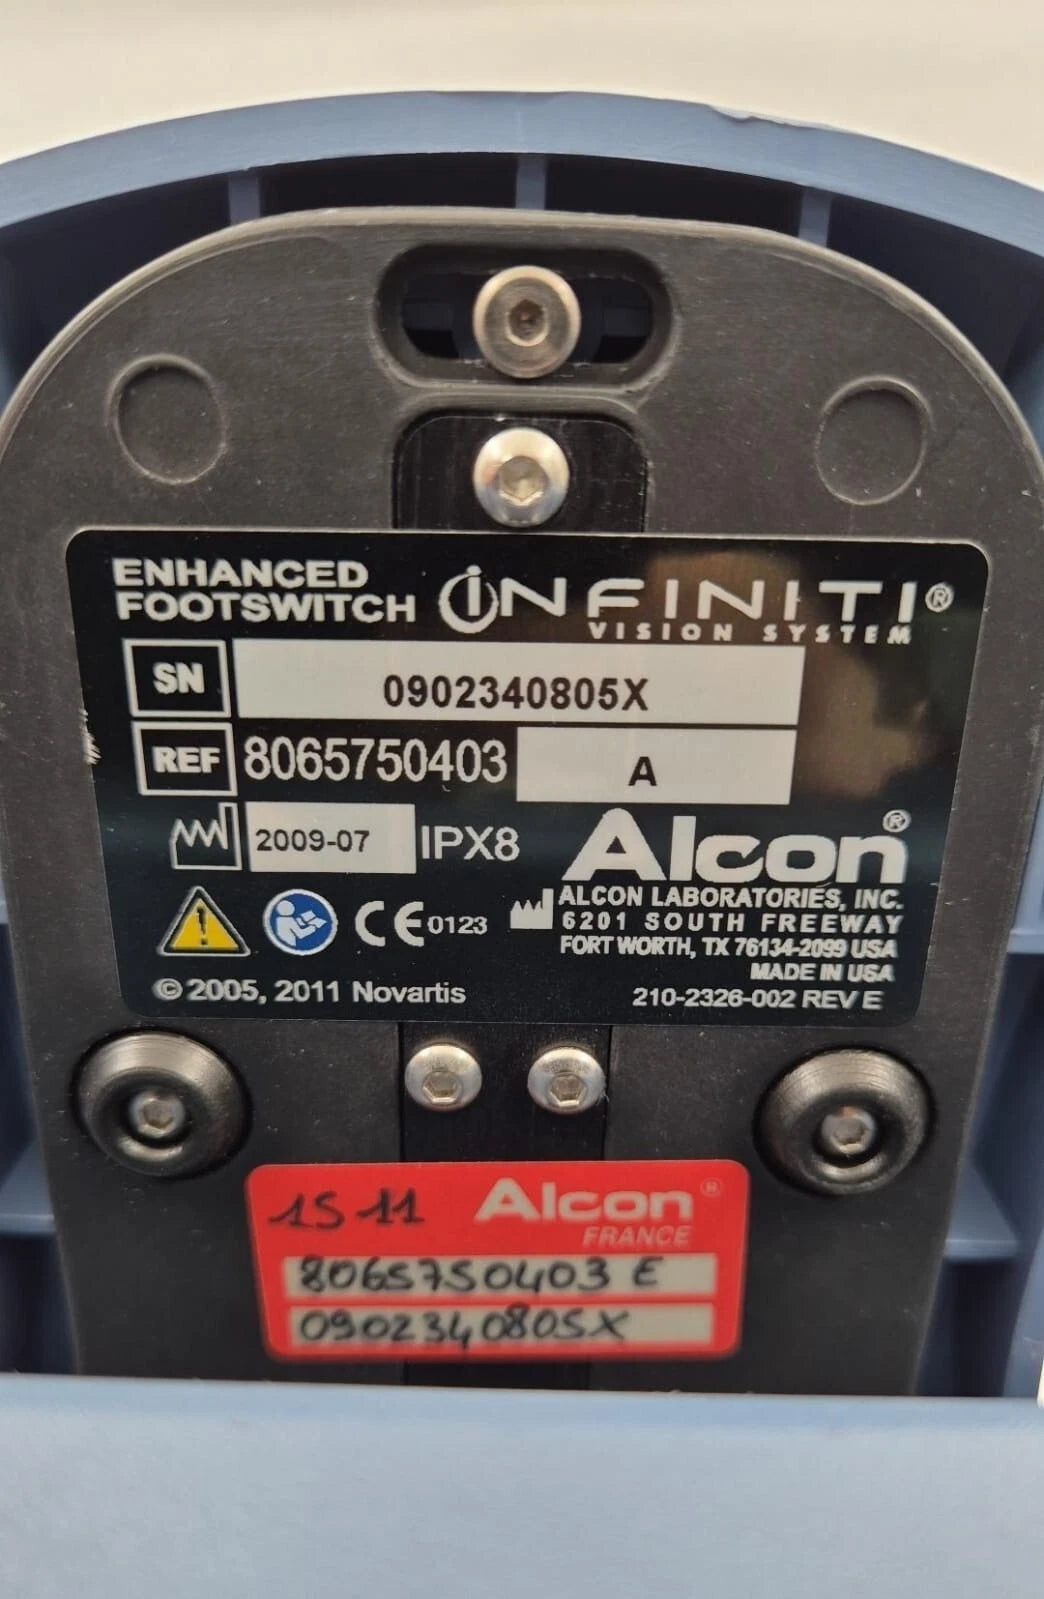 ENHANCED
FOOTSWITCH
iNFINITI®
VISION SYSTEM
SN 0902340805X
REF 8065750403 A
2009-07 IPX8
Alcon®
ALCON LABORATORIES, INC.
6201 SOUTH FREEWAY
FORT WORTH, TX 76134-2099 USA
MADE IN USA
CE 0123
© 2005, 2011 Novartis
210-2326-002 REV E
1511 Alcon®
FRANCE
8065750403 E
0902340805X